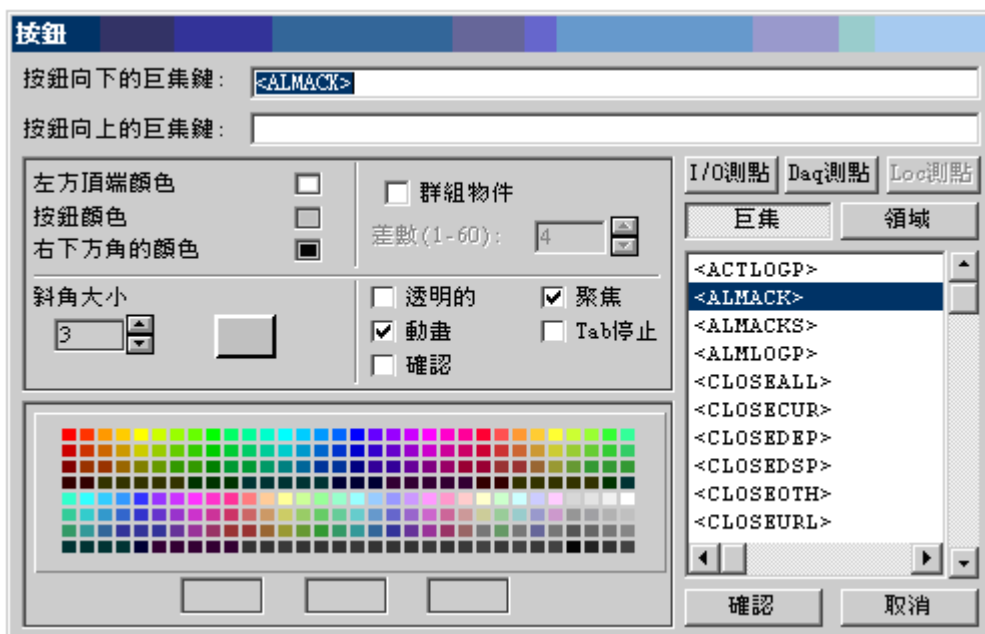 按鈕
按鈕向下的巨集鍵: <ALMACK>
按鈕向上的巨集鍵:
左方頂端顏色
按鈕顏色
右下方角的顏色
群組物件
差數(1-60): 4
斜角大小
3
透明的
聚焦
動畫
Tab停止
確認
I/O測點 Daq測點 Loc測點
巨集 領域
<ACTLOGP>
<ALMACK>
<ALMACKS>
<ALMLOGP>
<CLOSEALL>
<CLOSECUR>
<CLOSEDEP>
<CLOSEDSP>
<CLOSEOTH>
<CLOSEURL>
確認 取消